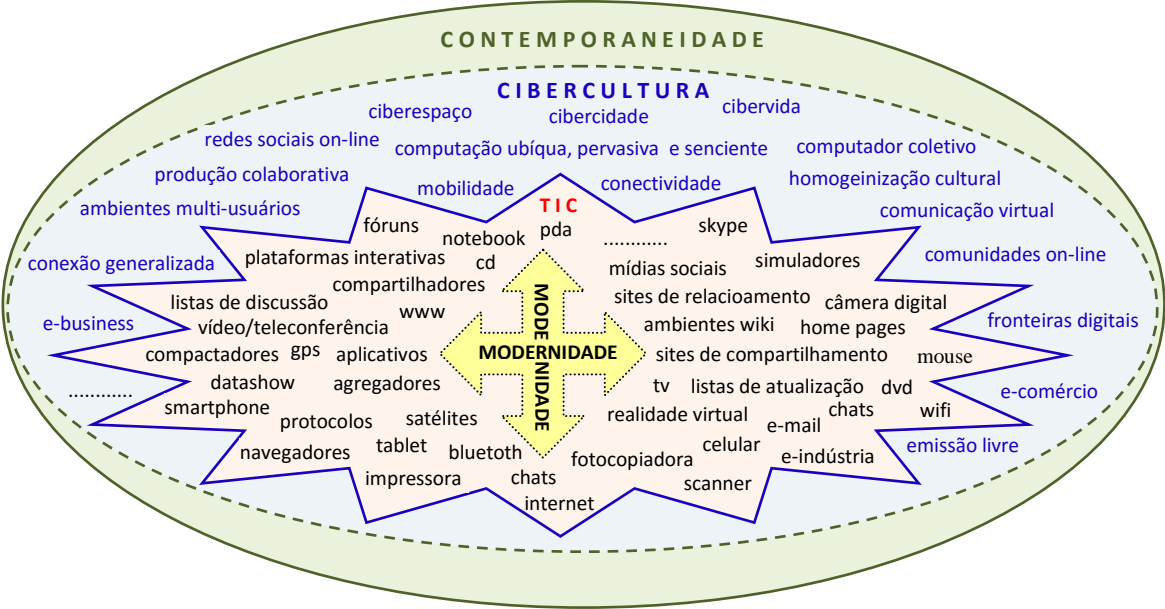 CONTEMPORANEIDADE
CIBERCULTURA
ciberespaço
cibercidade
cibervida
redes sociais on-line
computação ubíqua, pervasiva e senciente
computador coletivo
produção colaborativa
mobilidade
conectividade
homogeinização cultural
ambientes multi-usuários
comunicação virtual
conexão generalizada
comunidades on-line
e-business
fronteiras digitais
............
e-comércio
emissão livre
TIC
fóruns
notebook
pda
............
skype
plataformas interativas
cd
mídias sociais
simuladores
compartilhadores
listas de discussão
www
sites de relacioamento
câmera digital
vídeo/teleconferência
ambientes wiki
home pages
compactadores
gps
aplicativos
MODERNIDADE
MODERNIDADE
sites de compartilhamento
mouse
datashow
agregadores
tv
listas de atualização
dvd
smartphone
protocolos
satélites
realidade virtual
e-mail
chats
wifi
navegadores
tablet
bluetoth
fotocopiadora
celular
e-indústria
impressora
chats
scanner
internet